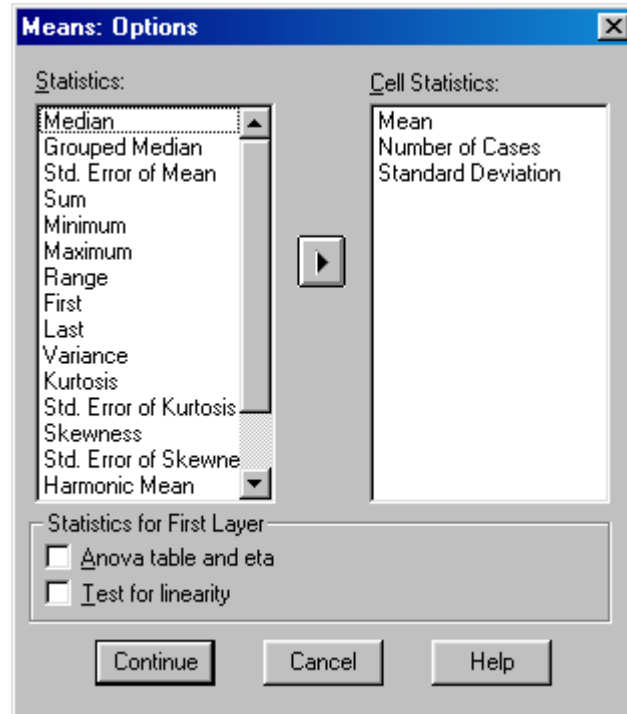 Means: Options
Statistics:
Median
Grouped Median
Std. Error of Mean
Sum
Minimum
Maximum
Range
First
Last
Variance
Kurtosis
Std. Error of Kurtosis
Skewness
Std. Error of Skewne
Harmonic Mean
Cell Statistics:
Mean
Number of Cases
Standard Deviation
Statistics for First Layer
Anova table and eta
Test for linearity
Continue
Cancel
Help